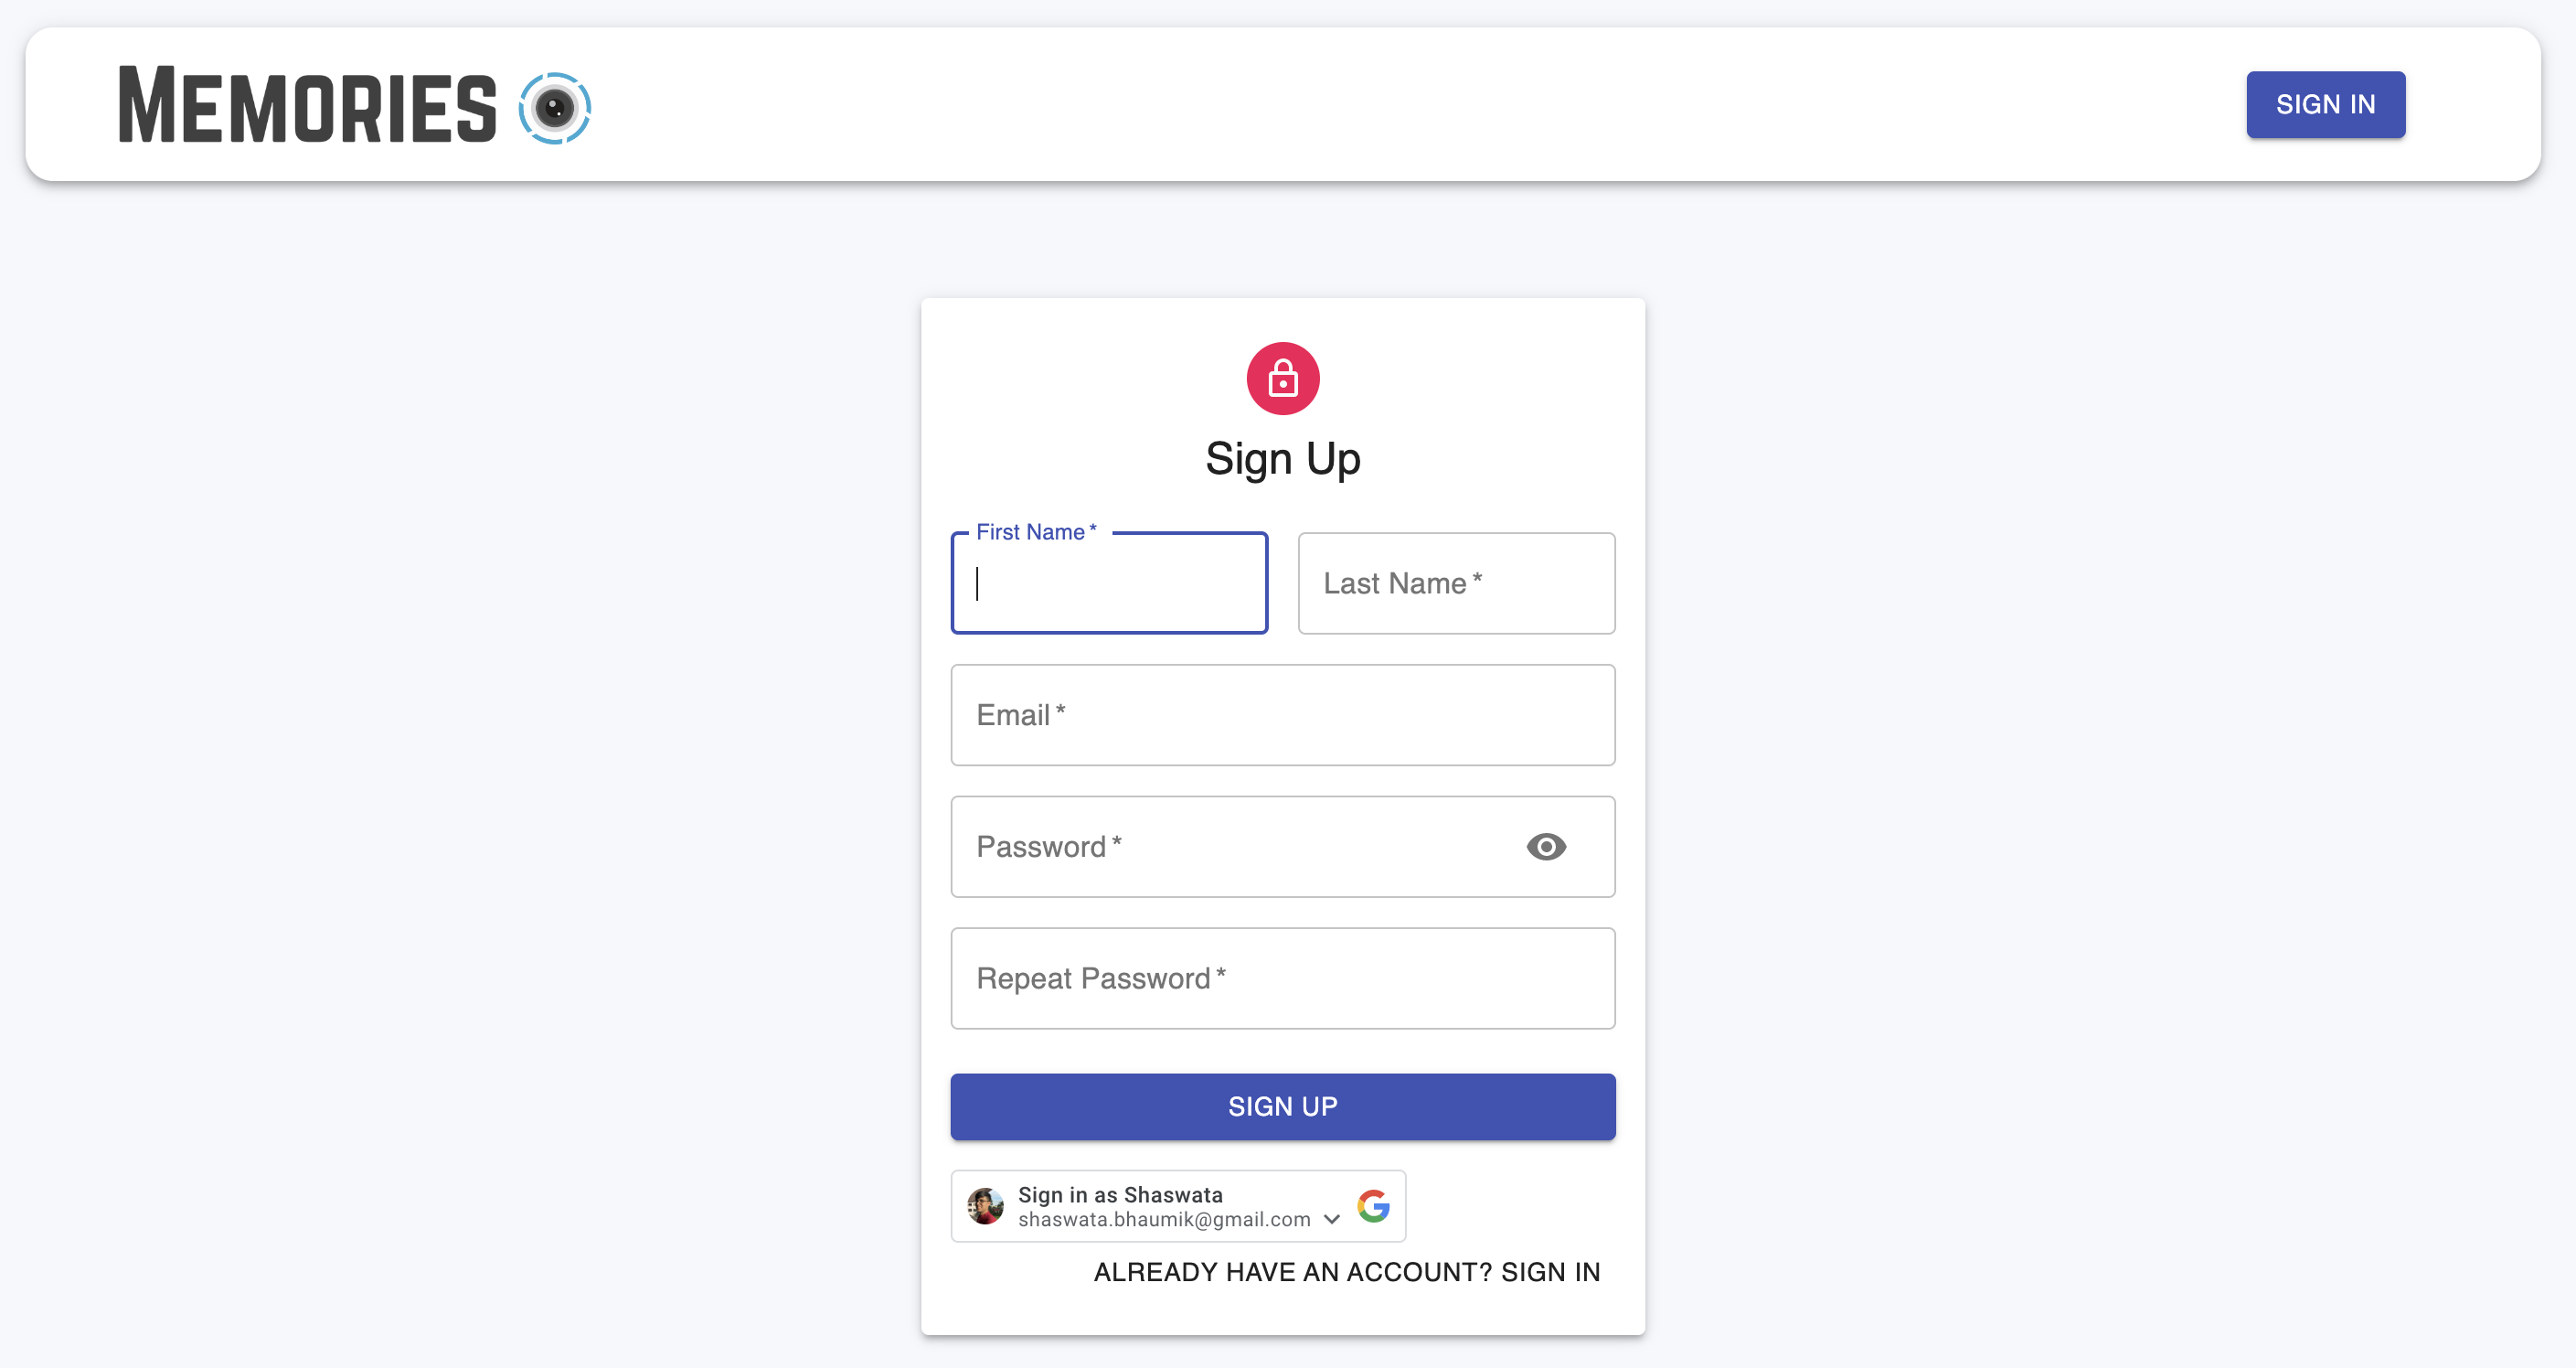 MEMORIES
SIGN IN
Sign Up
First Name *
Last Name *
Email *
Password *
Repeat Password *
SIGN UP
Sign in as Shaswata
shaswata.bhaumik@gmail.com
ALREADY HAVE AN ACCOUNT? SIGN IN